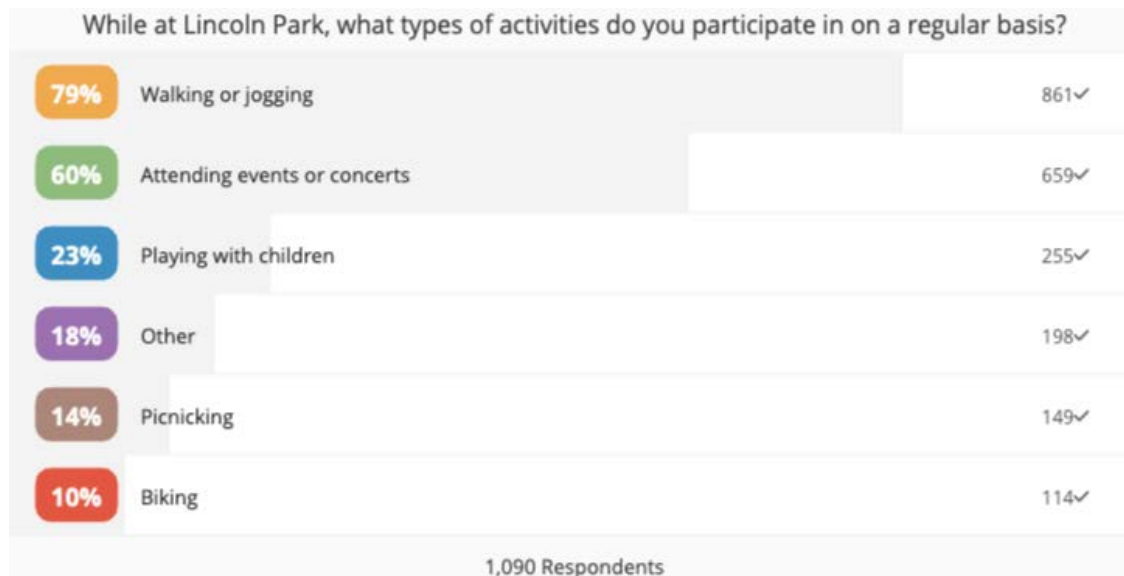 While at Lincoln Park, what types of activities do you participate in on a regular basis?
79% Walking or jogging 861✓
60% Attending events or concerts 659✓
23% Playing with children 255✓
18% Other 198✓
14% Picnicking 149✓
10% Biking 114✓
1,090 Respondents